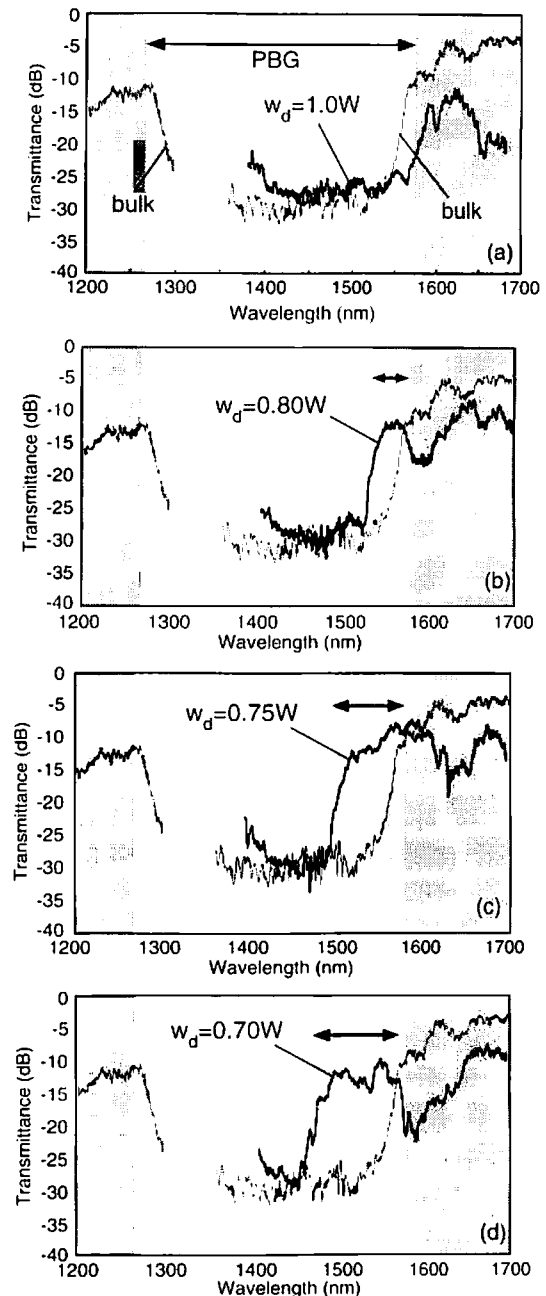 0
-5
-10
-15
-20
-25
-30
-35
-40
Transmittance (dB)
PBG
w_d=1.0W
bulk
bulk
(a)
1200 1300 1400 1500 1600 1700
Wavelength (nm)
0
-5
-10
-15
-20
-25
-30
-35
-40
Transmittance (dB)
w_d=0.80W
(b)
1200 1300 1400 1500 1600 1700
Wavelength (nm)
0
-5
-10
-15
-20
-25
-30
-35
-40
Transmittance (dB)
w_d=0.75W
(c)
1200 1300 1400 1500 1600 1700
Wavelength (nm)
0
-5
-10
-15
-20
-25
-30
-35
-40
Transmittance (dB)
w_d=0.70W
(d)
1200 1300 1400 1500 1600 1700
Wavelength (nm)